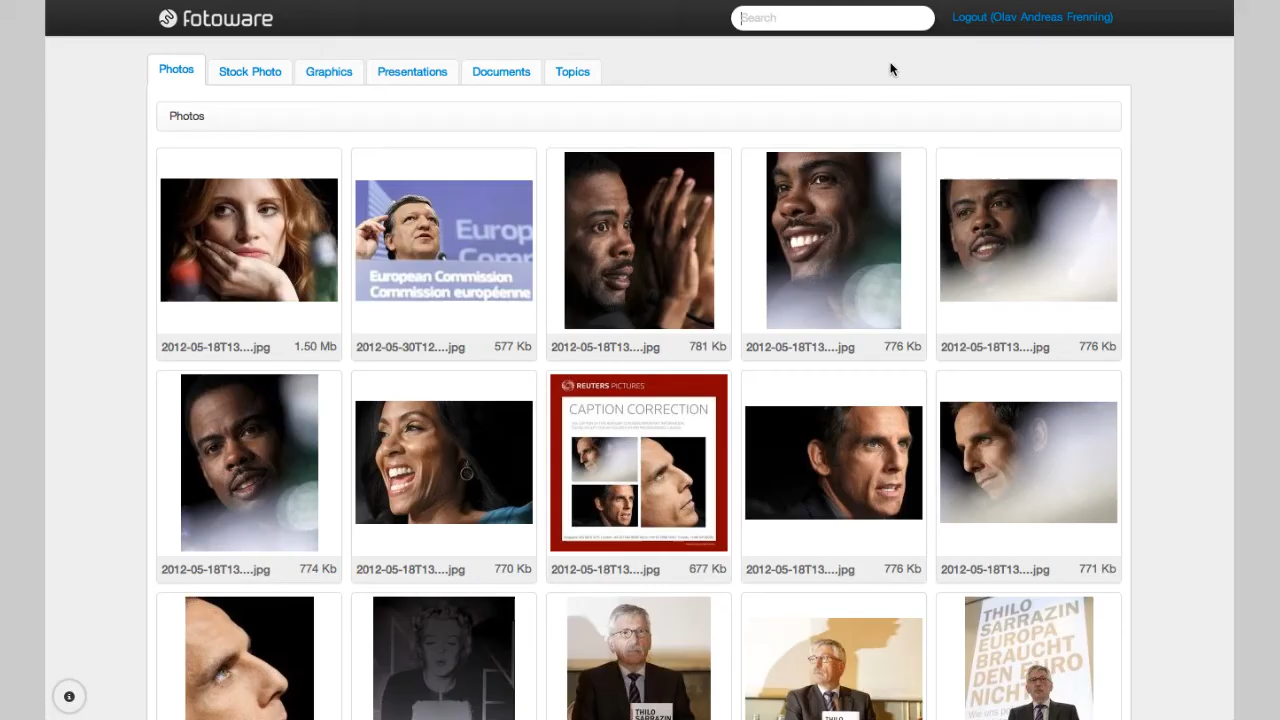 fotoware
Search
Logout (Olav Andreas Frenning)
Photos
Stock Photo
Graphics
Presentations
Documents
Topics
Photos
Europ
Comm
European Commission
Commission européenne
2012-05-18T13....jpg 1.50 Mb
2012-05-30T12....jpg 577 Kb
2012-05-18T13....jpg 781 Kb
2012-05-18T13....jpg 776 Kb
2012-05-18T13....jpg 776 Kb
REUTERS PICTURES
CAPTION CORRECTION
2012-05-18T13....jpg 774 Kb
2012-05-18T13....jpg 770 Kb
2012-05-18T13....jpg 677 Kb
2012-05-18T13....jpg 776 Kb
2012-05-18T13....jpg 771 Kb
THILO
SARRAZIN
THILO
THILO
SARRAZIN
EUROPA
BRAUCHT
DEN EURO
NICHT